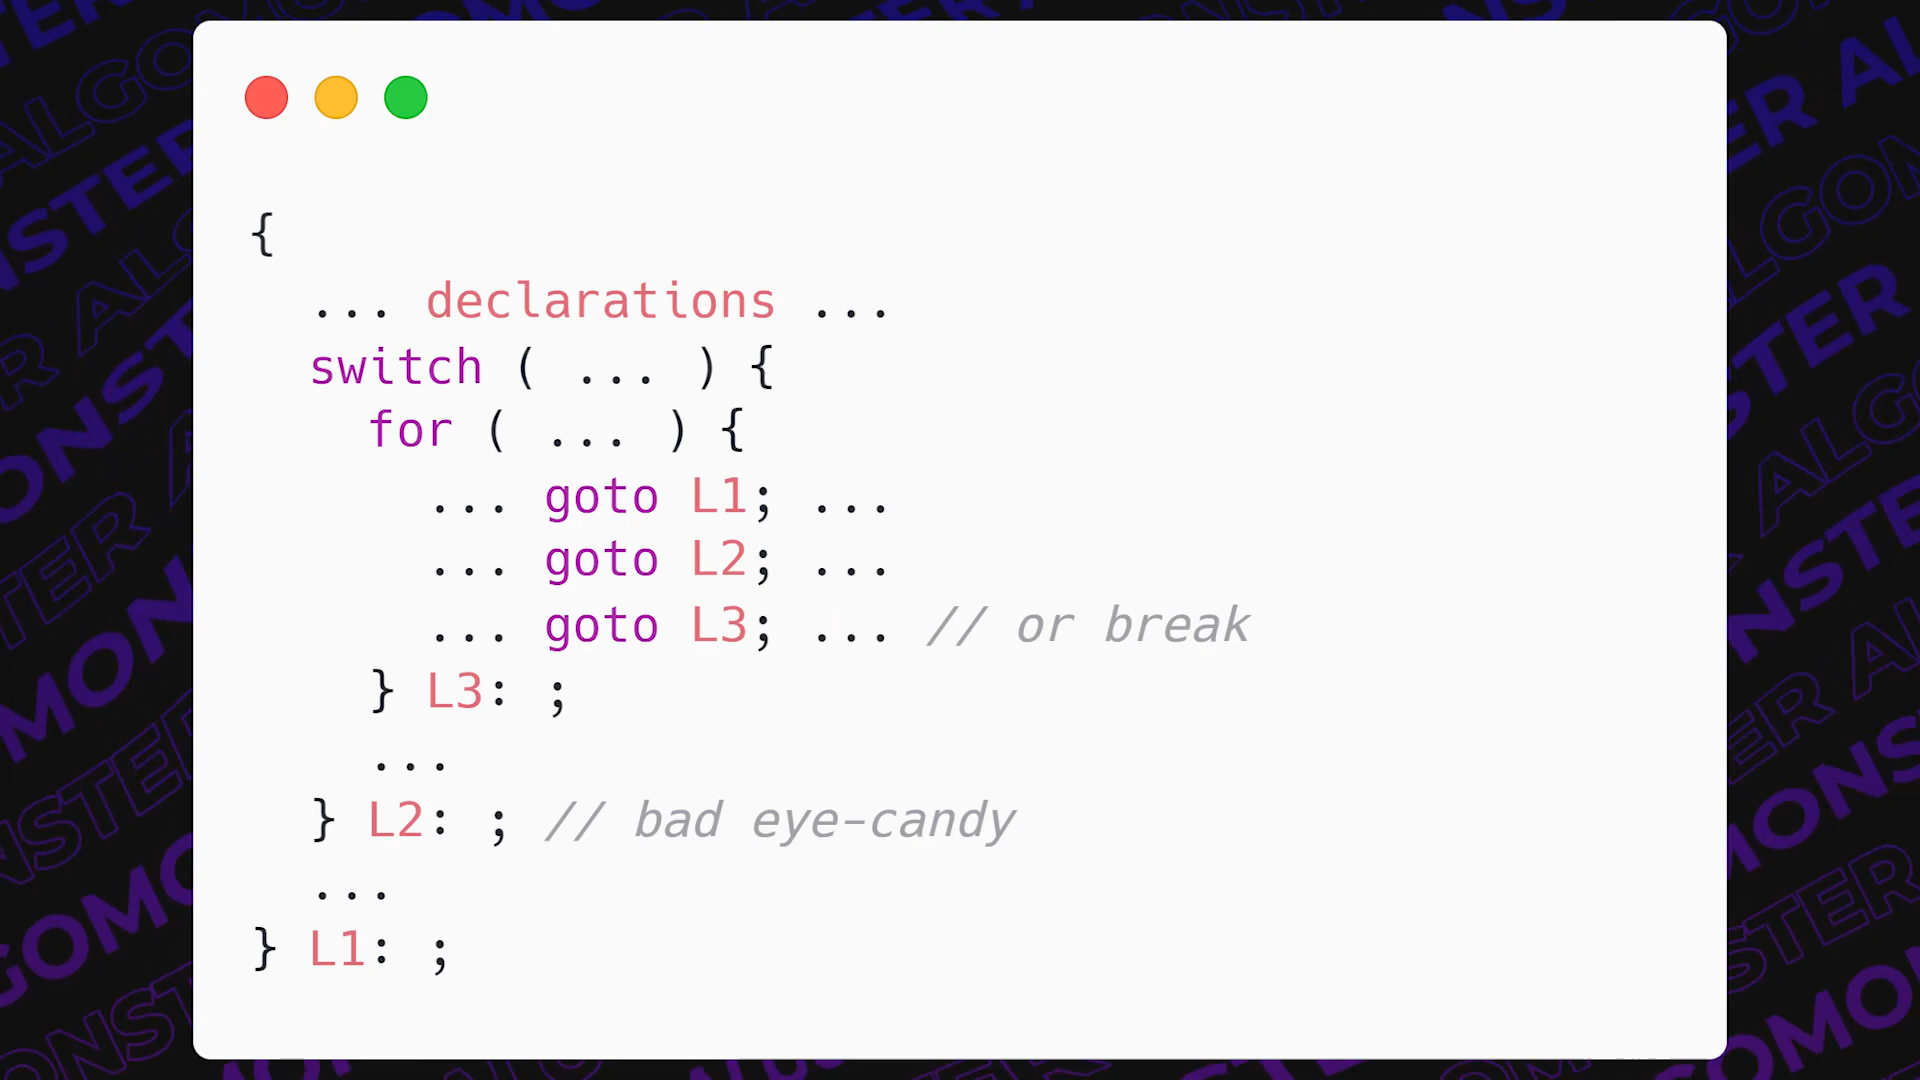 {
... declarations ...
switch ( ... ) {
for ( ... ) {
... goto L1; ...
... goto L2; ...
... goto L3; ... // or break
} L3: ;
...
} L2: ; // bad eye-candy
...
} L1: ;